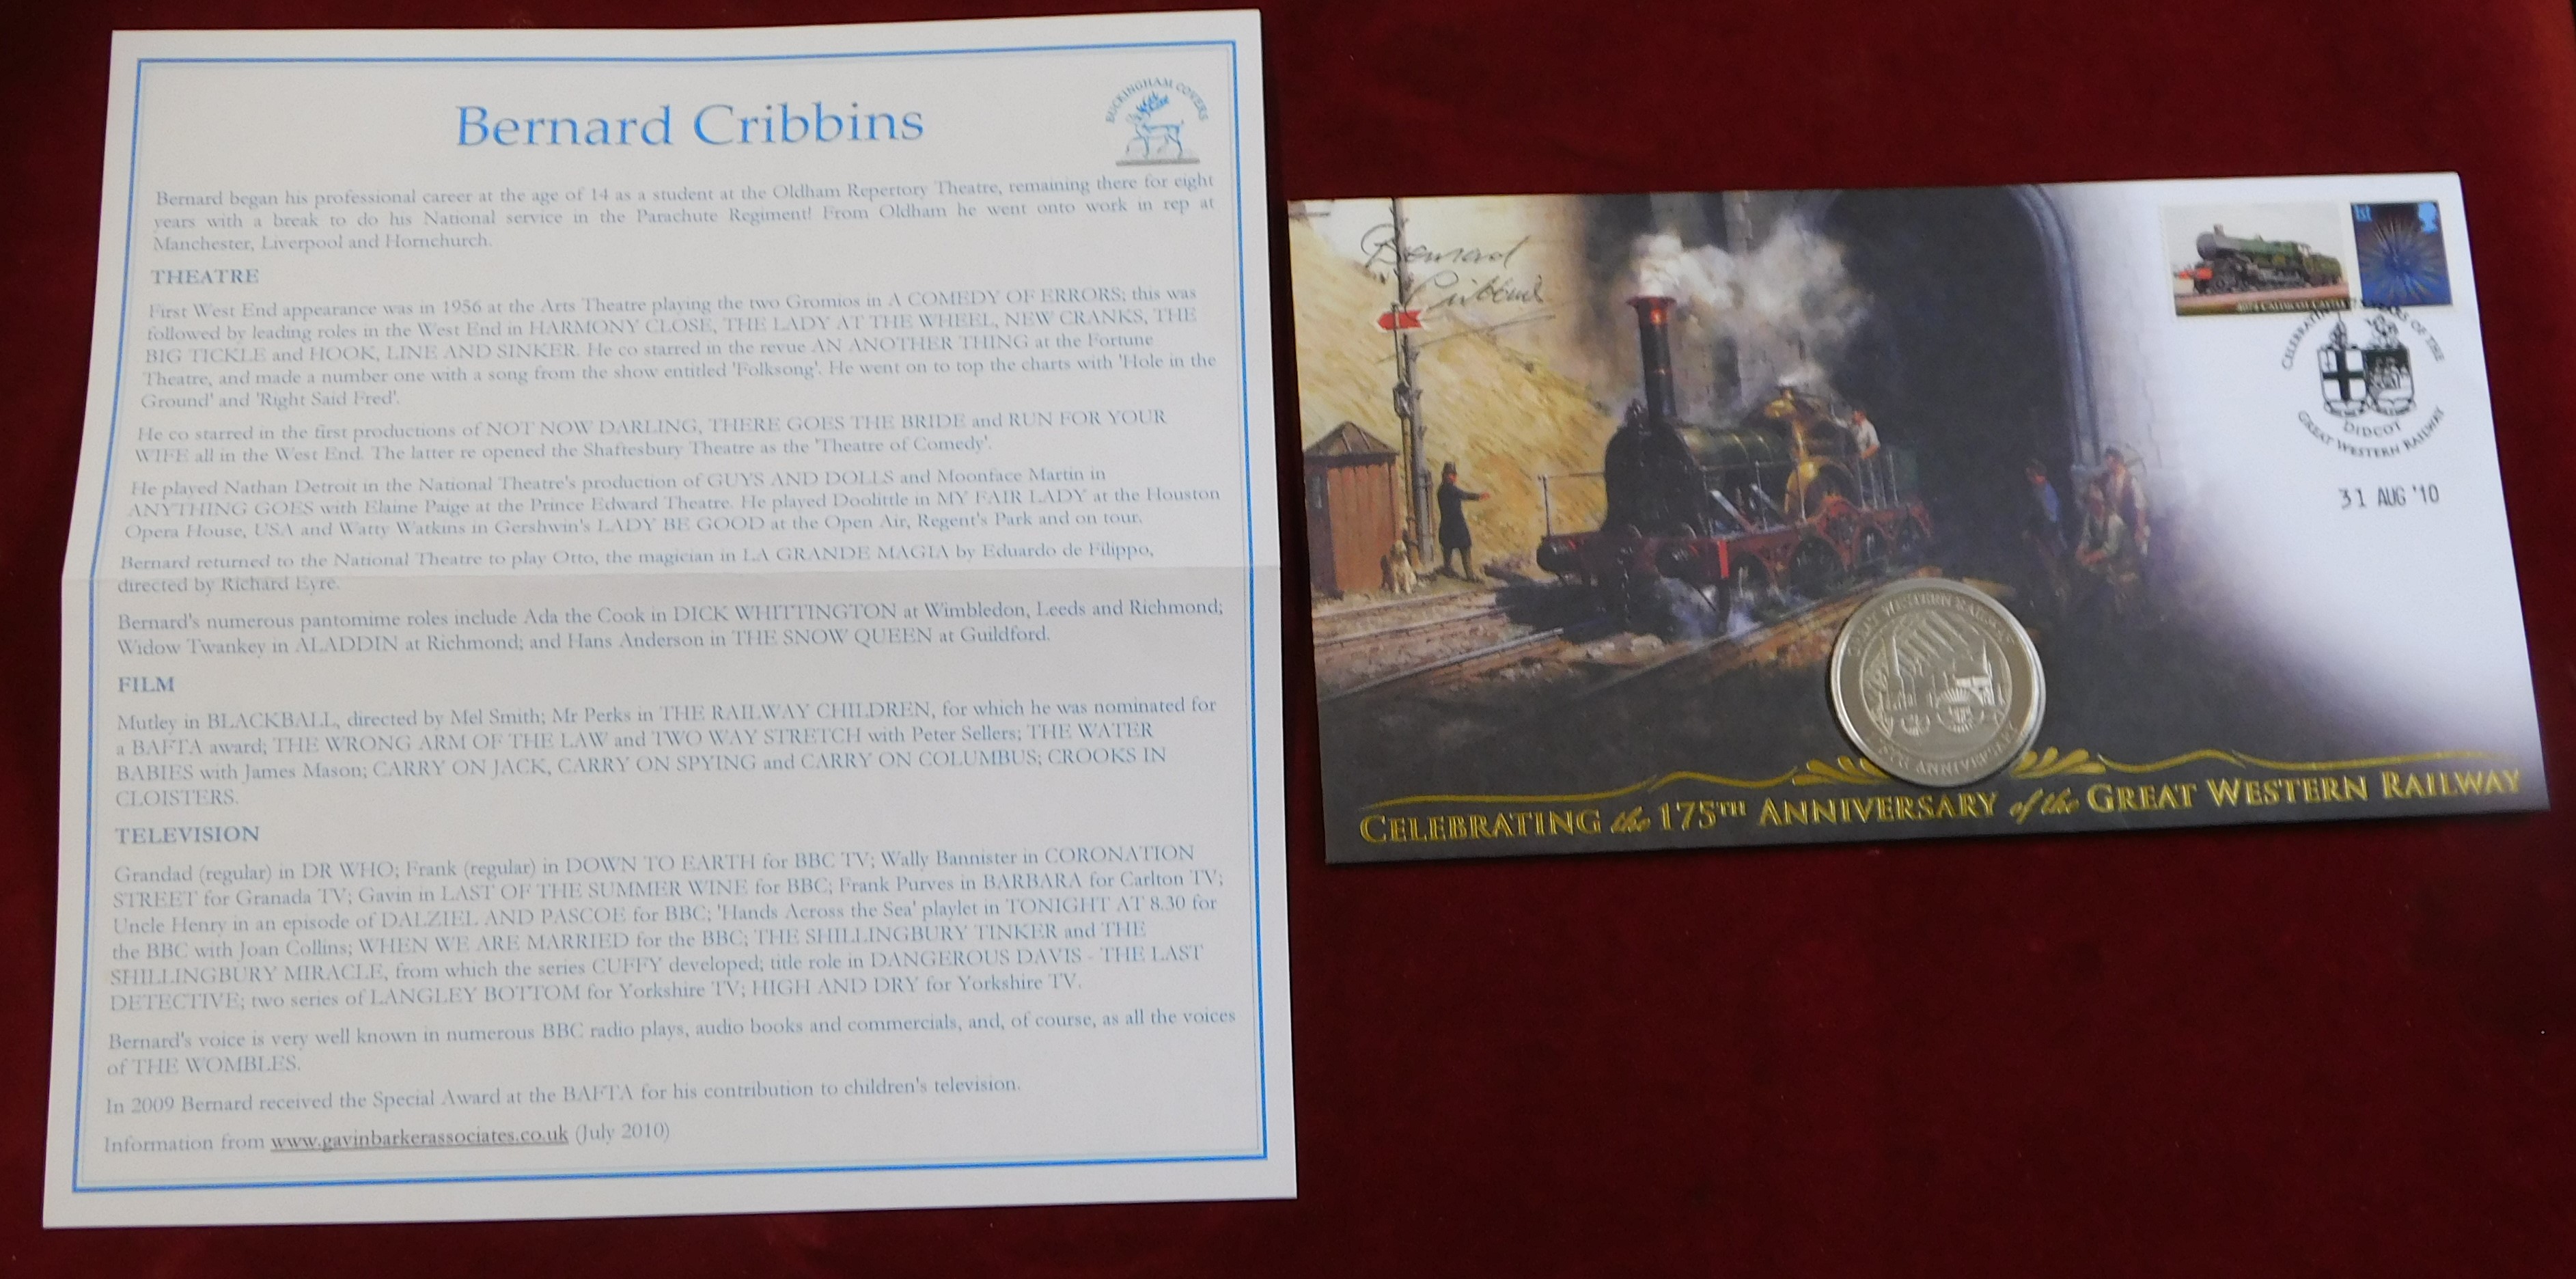 Bernard Cribbins
BUCKINGHAM COVERS
Bernard began his professional career at the age of 14 as a student at the Oldham Repertory Theatre, remaining there for eight
years with a break to do his National service in the Parachute Regiment! From Oldham he went onto work in rep at
Manchester, Liverpool and Hornchurch.
THEATRE
First West End appearance was in 1956 at the Arts Theatre playing the two Gromios in A COMEDY OF ERRORS; this was
followed by leading roles in the West End in HARMONY CLOSE, THE LADY AT THE WHEEL, NEW CRANKS, THE
BIG TICKLE and HOOK, LINE AND SINKER. He co starred in the revue AN ANOTHER THING at the Fortune
Theatre, and made a number one with a song from the show entitled 'Folksong'. He went on to top the charts with 'Hole in the
Ground' and 'Right Said Fred'.
He co starred in the first productions of NOT NOW DARLING, THERE GOES THE BRIDE and RUN FOR YOUR
WIFE all in the West End. The latter re opened the Shaftesbury Theatre as the 'Theatre of Comedy'.
He played Nathan Detroit in the National Theatre's production of GUYS AND DOLLS and Moonface Martin in
ANYTHING GOES with Elaine Paige at the Prince Edward Theatre. He played Doolittle in MY FAIR LADY at the Houston
Opera House, USA and Watty Watkins in Gershwin's LADY BE GOOD at the Open Air, Regent's Park and on tour.
Bernard returned to the National Theatre to play Otto, the magician in LA GRANDE MAGIA by Eduardo de Filippo,
directed by Richard Eyre.
Bernard's numerous pantomime roles include Ada the Cook in DICK WHITTINGTON at Wimbledon, Leeds and Richmond;
Widow Twankey in ALADDIN at Richmond; and Hans Anderson in THE SNOW QUEEN at Guildford.
FILM
Mutley in BLACKBALL, directed by Mel Smith; Mr Perks in THE RAILWAY CHILDREN, for which he was nominated for
a BAFTA award; THE WRONG ARM OF THE LAW and TWO WAY STRETCH with Peter Sellers; THE WATER
BABIES with James Mason; CARRY ON JACK, CARRY ON SPYING and CARRY ON COLUMBUS; CROOKS IN
CLOISTERS.
TELEVISION
Grandad (regular) in DR WHO; Frank (regular) in DOWN TO EARTH for BBC TV; Wally Bannister in CORONATION
STREET for Granada TV; Gavin in LAST OF THE SUMMER WINE for BBC; Frank Purves in BARBARA for Carlton TV;
Uncle Henry in an episode of DALZIEL AND PASCOE for BBC; 'Hands Across the Sea' playlet in TONIGHT AT 8.30 for
the BBC with Joan Collins; WHEN WE ARE MARRIED for the BBC; THE SHILLINGBURY TINKER and THE
SHILLINGBURY MIRACLE, from which the series CUFFY developed; title role in DANGEROUS DAVIS - THE LAST
DETECTIVE; two series of LANGLEY BOTTOM for Yorkshire TV; HIGH AND DRY for Yorkshire TV.
Bernard's voice is very well known in numerous BBC radio plays, audio books and commercials, and, of course, as all the voices
of THE WOMBLES.
In 2009 Bernard received the Special Award at the BAFTA for his contribution to children's television.
Information from www.gavinbarkerassociates.co.uk (July 2010)
Bernard
Cribbins
1st
4074 CALDICOT CASTLE
CELEBRATING 175 YEARS OF THE
DIDCOT
GREAT WESTERN RAILWAY
31 AUG '10
GREAT WESTERN RAILWAY
175TH ANNIVERSARY
CELEBRATING the 175TH ANNIVERSARY of the GREAT WESTERN RAILWAY